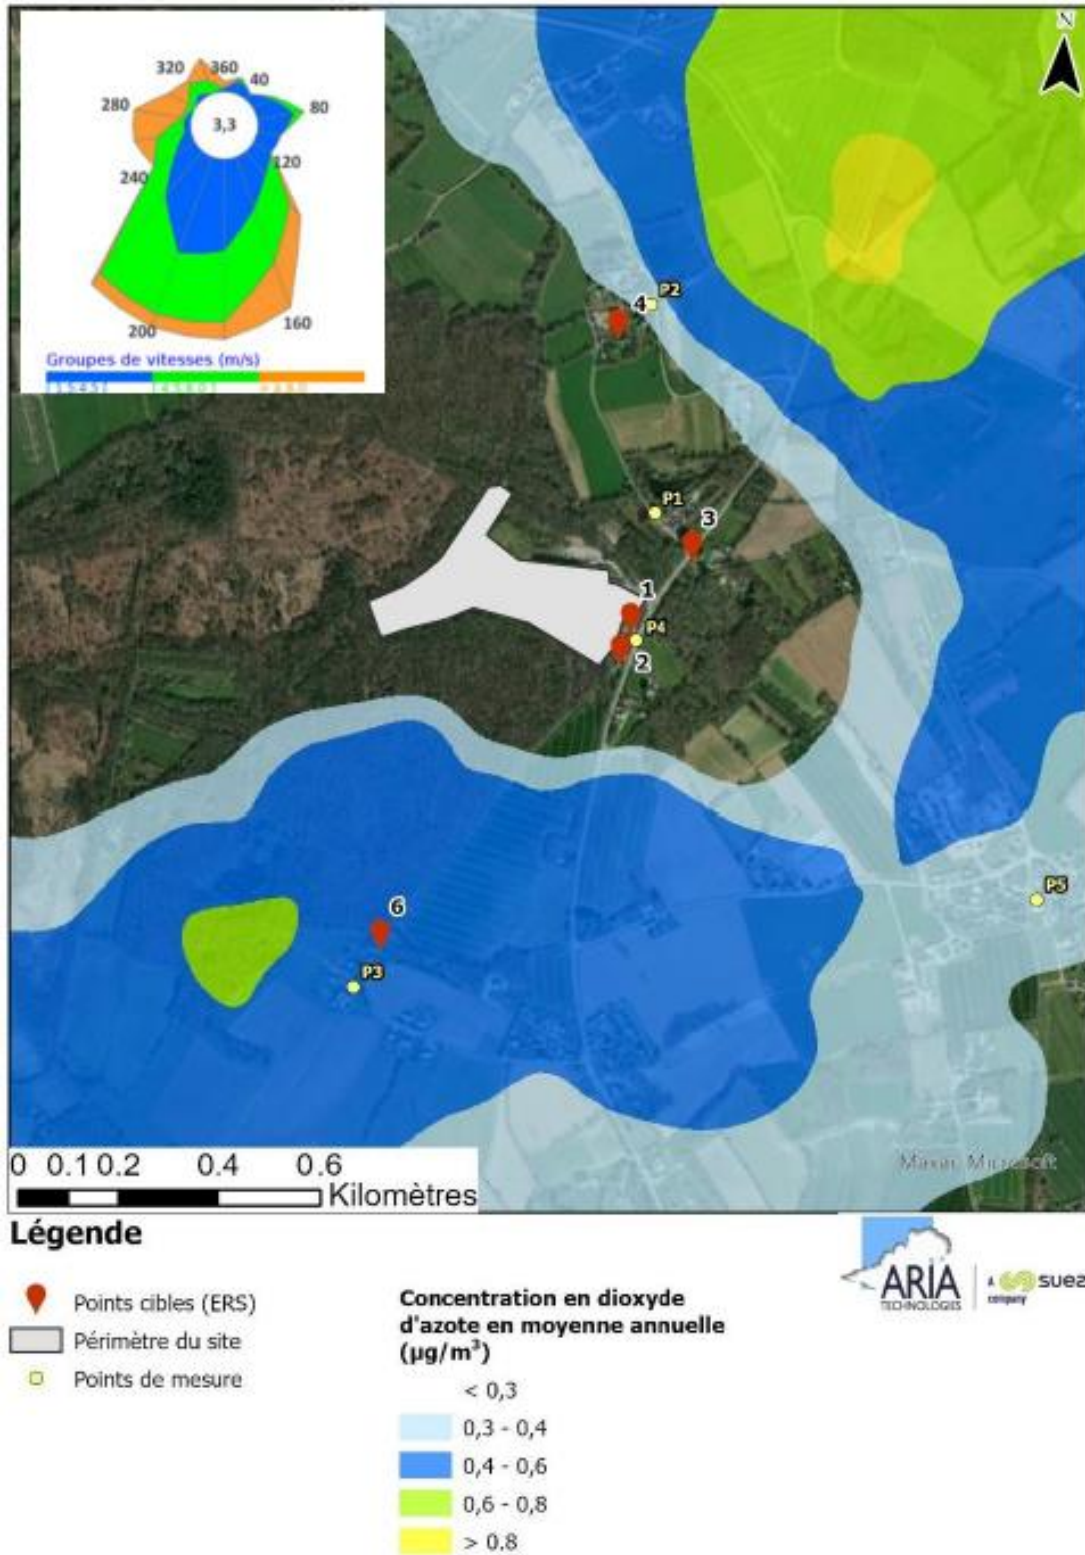 N
320
360
40
280
80
3,3
120
240
200
160
Groupes de vitesses (m/s)
P2
4
P1
3
1
P4
2
P5
6
P3
Maxar, Microsoft
0 0.1 0.2 0.4 0.6
Kilomètres
Légende
Points cibles (ERS)
Périmètre du site
Points de mesure
Concentration en dioxyde
d'azote en moyenne annuelle
(µg/m³)
< 0,3
0,3 - 0,4
0,4 - 0,6
0,6 - 0,8
> 0.8
ARIA
TECHNOLOGIES
A suez
company